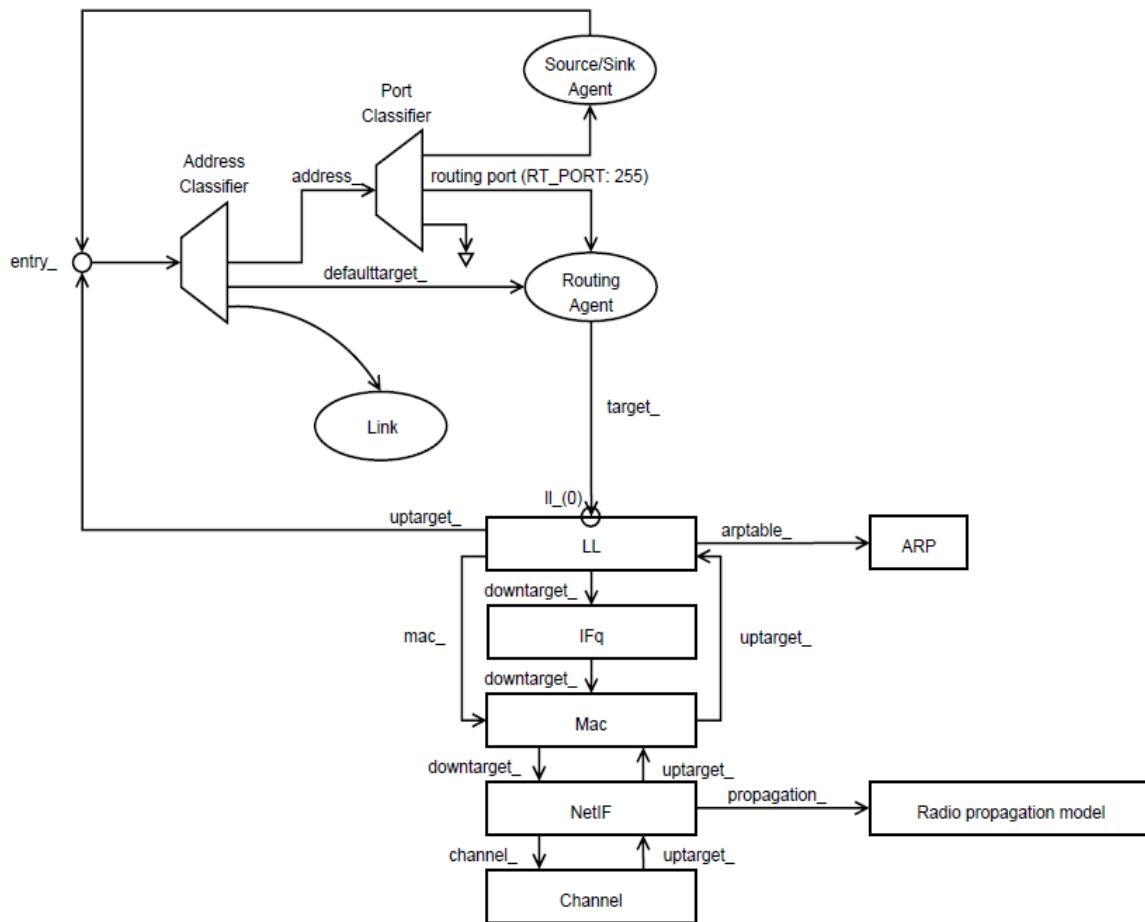 Source/Sink
Agent
Port
Classifier
Address
Classifier
address_
routing port (RT_PORT: 255)
entry_
defaulttarget_
Routing
Agent
Link
target_
ll_(0)
uptarget_
LL
arptable_
ARP
downtarget_
IFq
mac_
uptarget_
downtarget_
Mac
downtarget_
uptarget_
NetIF
propagation_
Radio propagation model
channel_
uptarget_
Channel